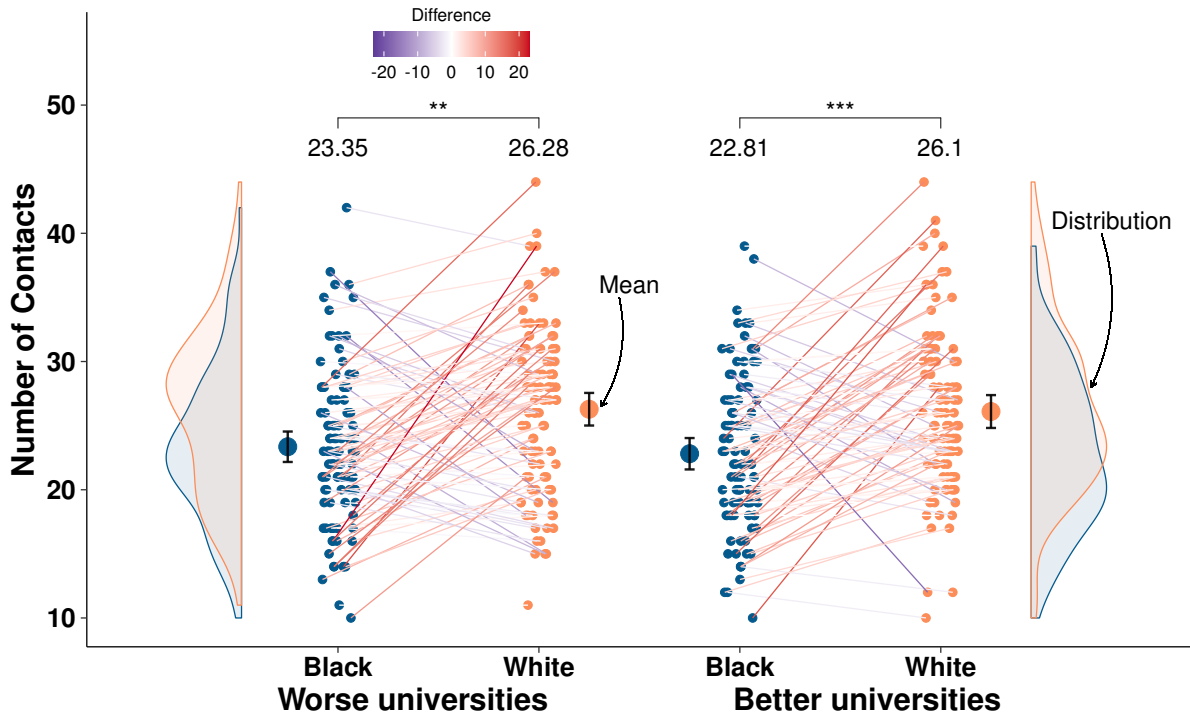 Difference
-20 -10 0 10 20
** ***
50
23.35 26.28 22.81 26.1
Number of Contacts
40
Distribution
Mean
30
20
10
Black White Black White
Worse universities Better universities